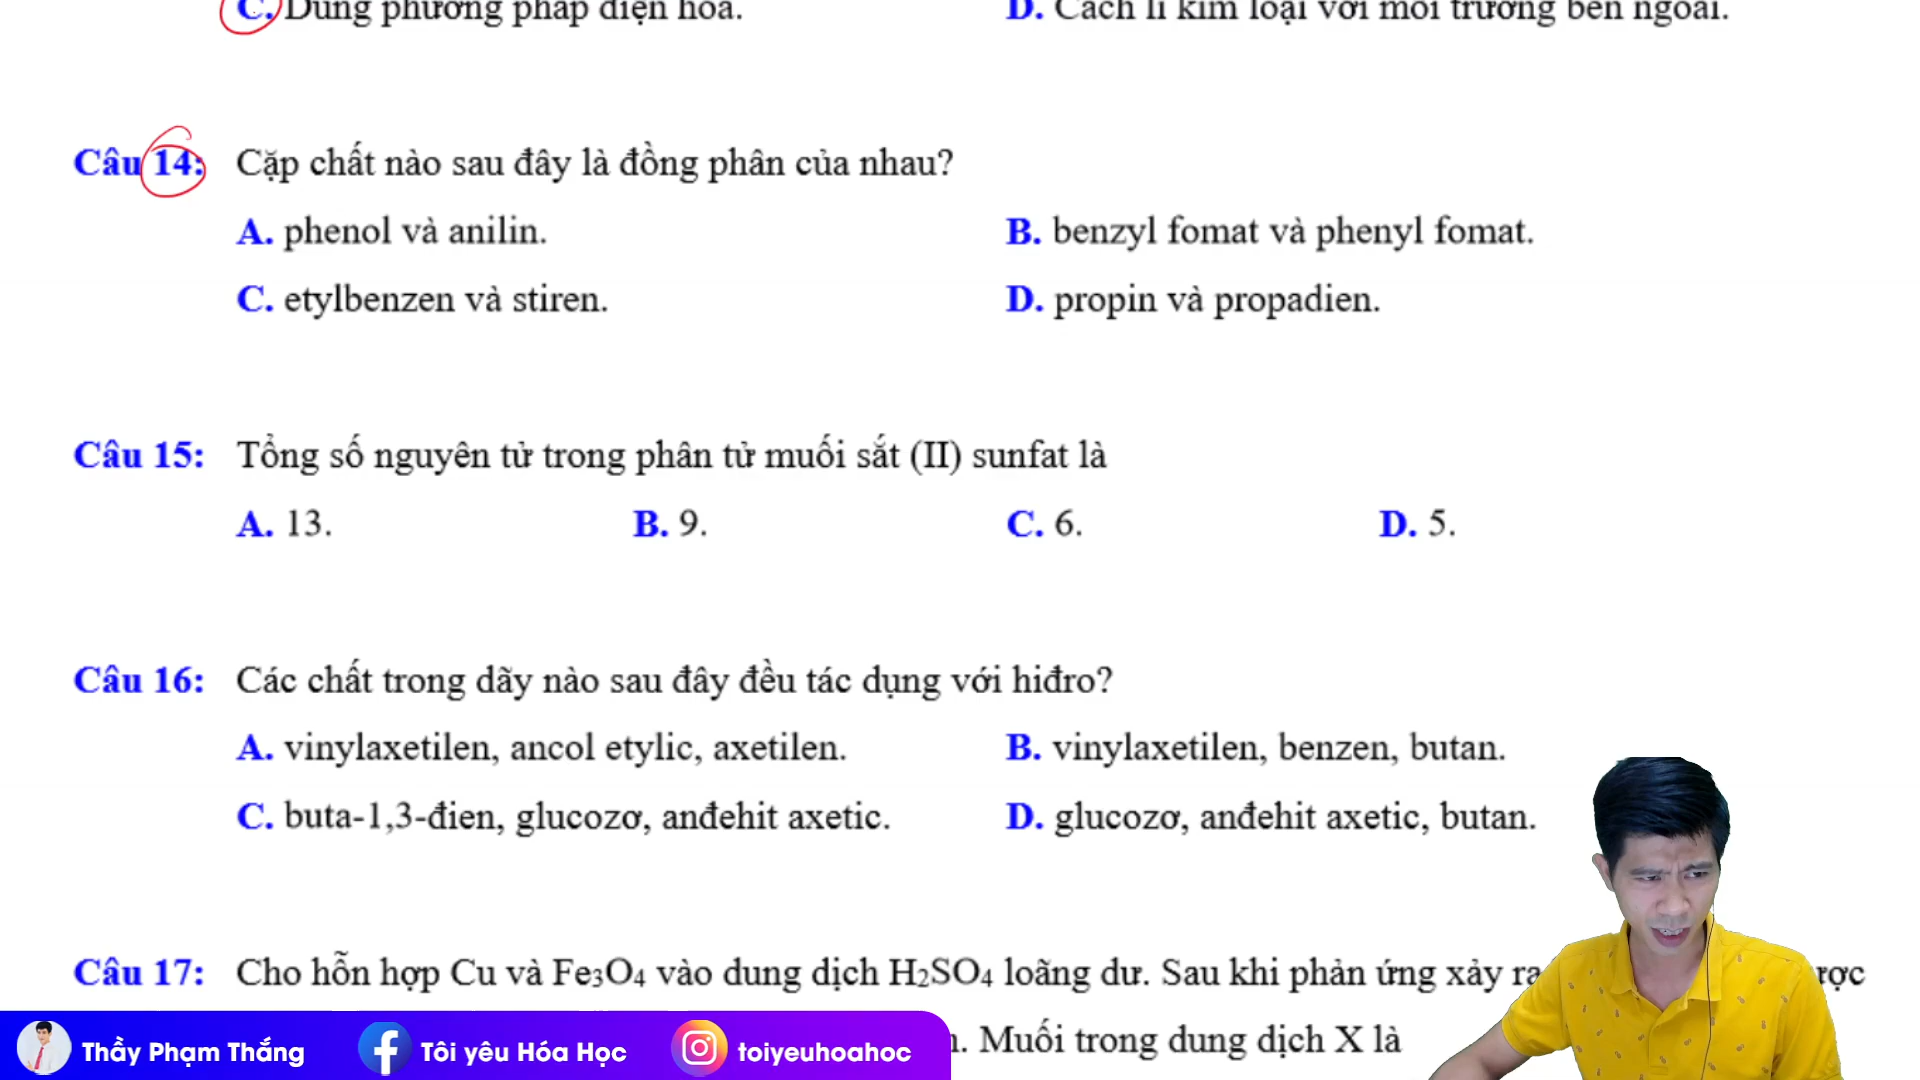 C. Dùng phương pháp điện hóa. D. Cách li kim loại với môi trường bên ngoài.
Câu 14: Cặp chất nào sau đây là đồng phân của nhau?
A. phenol và anilin. B. benzyl fomat và phenyl fomat.
C. etylbenzen và stiren. D. propin và propadien.
Câu 15: Tổng số nguyên tử trong phân tử muối sắt (II) sunfat là
A. 13. B. 9. C. 6. D. 5.
Câu 16: Các chất trong dãy nào sau đây đều tác dụng với hiđro?
A. vinylaxetilen, ancol etylic, axetilen. B. vinylaxetilen, benzen, butan.
C. buta-1,3-đien, glucozơ, anđehit axetic. D. glucozơ, anđehit axetic, butan.
Câu 17: Cho hỗn hợp Cu và Fe₃O₄ vào dung dịch H₂SO₄ loãng dư. Sau khi phản ứng xảy
Muối trong dung dịch X là
Thầy Phạm Thắng Tôi yêu Hóa Học toiyeuhoahoc